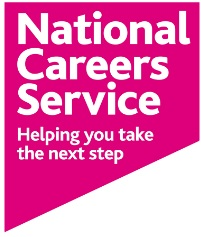 National
Careers
Service
Helping you take
the next step